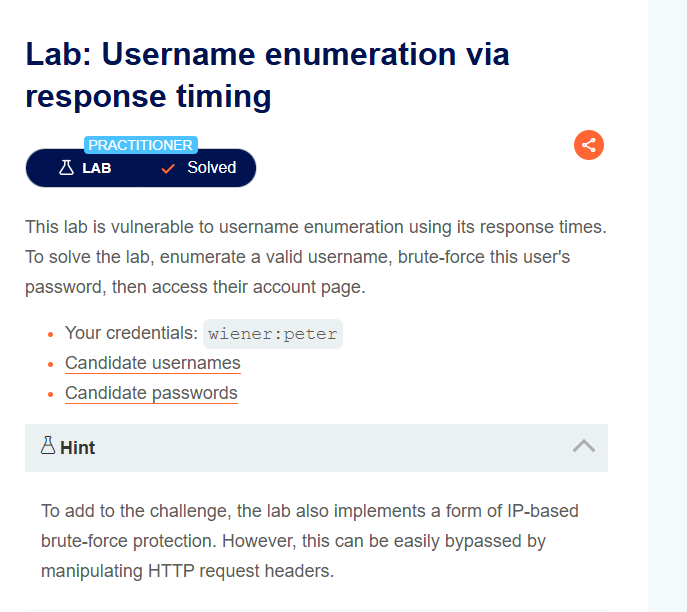 Lab: Username enumeration via
response timing
PRACTITIONER
LAB Solved
This lab is vulnerable to username enumeration using its response times.
To solve the lab, enumerate a valid username, brute-force this user's
password, then access their account page.
• Your credentials: wiener:peter
• Candidate usernames
• Candidate passwords
Hint
To add to the challenge, the lab also implements a form of IP-based
brute-force protection. However, this can be easily bypassed by
manipulating HTTP request headers.